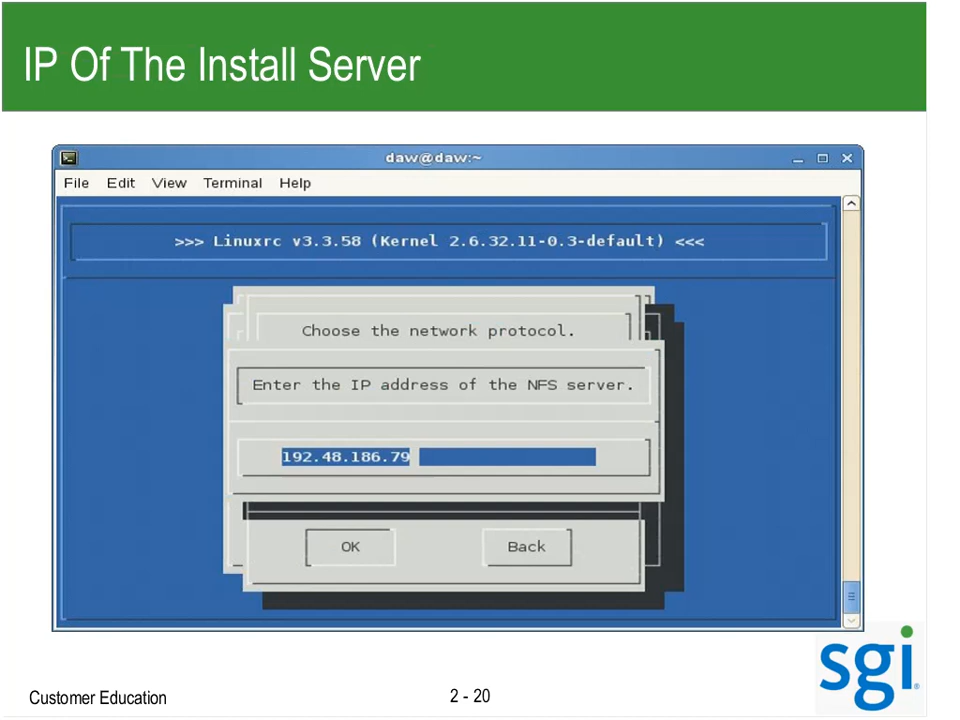 IP Of The Install Server
daw@daw:~
File Edit View Terminal Help
>>> Linuxrc v3.3.58 (Kernel 2.6.32.11-0.3-default) <<<
Choose the network protocol.
Enter the IP address of the NFS server.
192.48.186.79
OK Back
sgi®
Customer Education 2 - 20